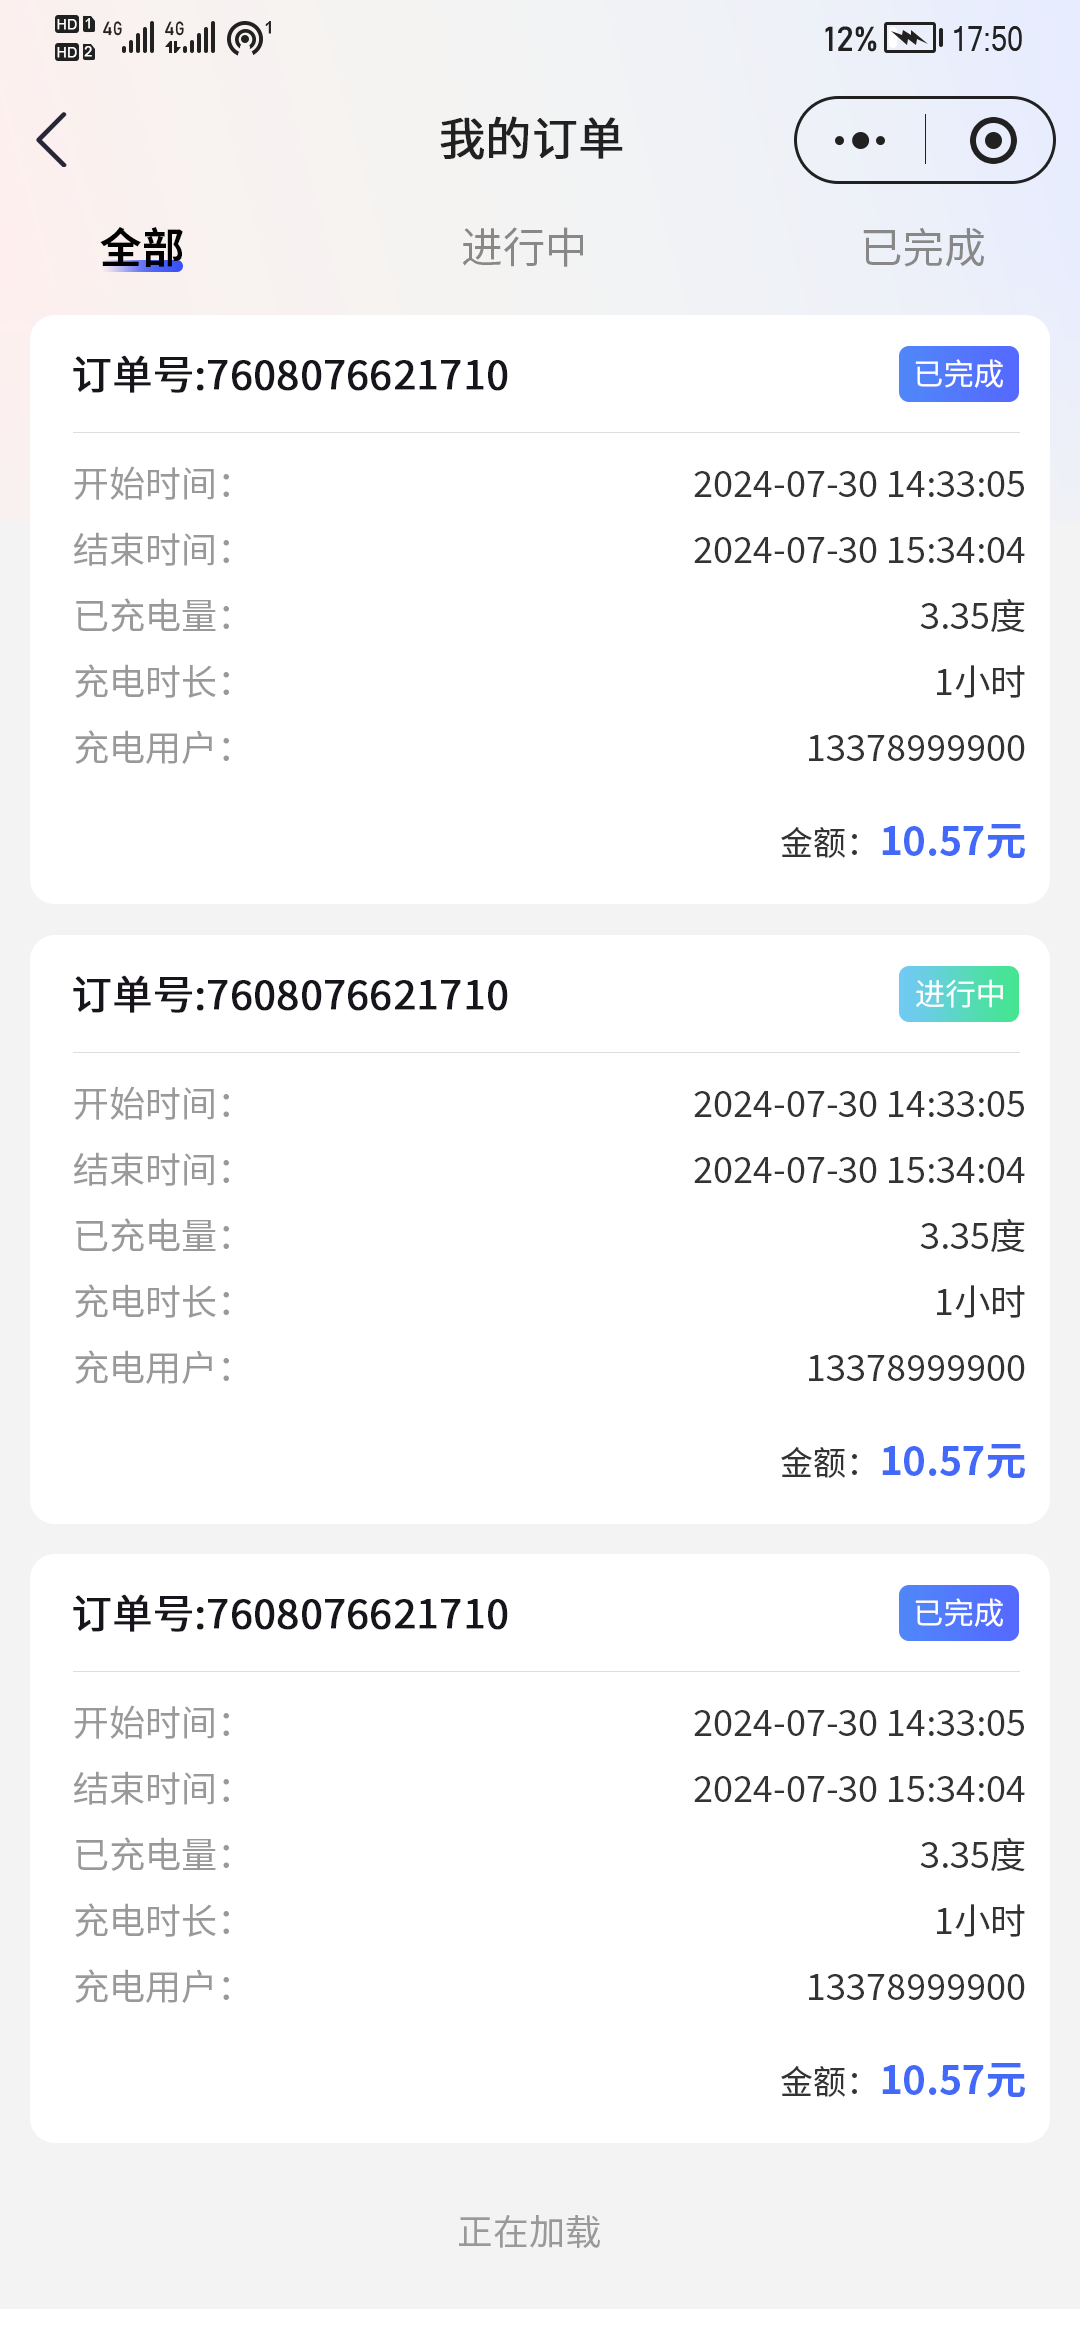 HD 1 4G 4G 1 12% 17:50
HD 2
我的订单
全部 进行中 已完成
订单号:7608076621710 已完成
开始时间： 2024-07-30 14:33:05
结束时间： 2024-07-30 15:34:04
已充电量： 3.35度
充电时长： 1小时
充电用户： 13378999900
金额： 10.57元
订单号:7608076621710 进行中
开始时间： 2024-07-30 14:33:05
结束时间： 2024-07-30 15:34:04
已充电量： 3.35度
充电时长： 1小时
充电用户： 13378999900
金额： 10.57元
订单号:7608076621710 已完成
开始时间： 2024-07-30 14:33:05
结束时间： 2024-07-30 15:34:04
已充电量： 3.35度
充电时长： 1小时
充电用户： 13378999900
金额： 10.57元
正在加载